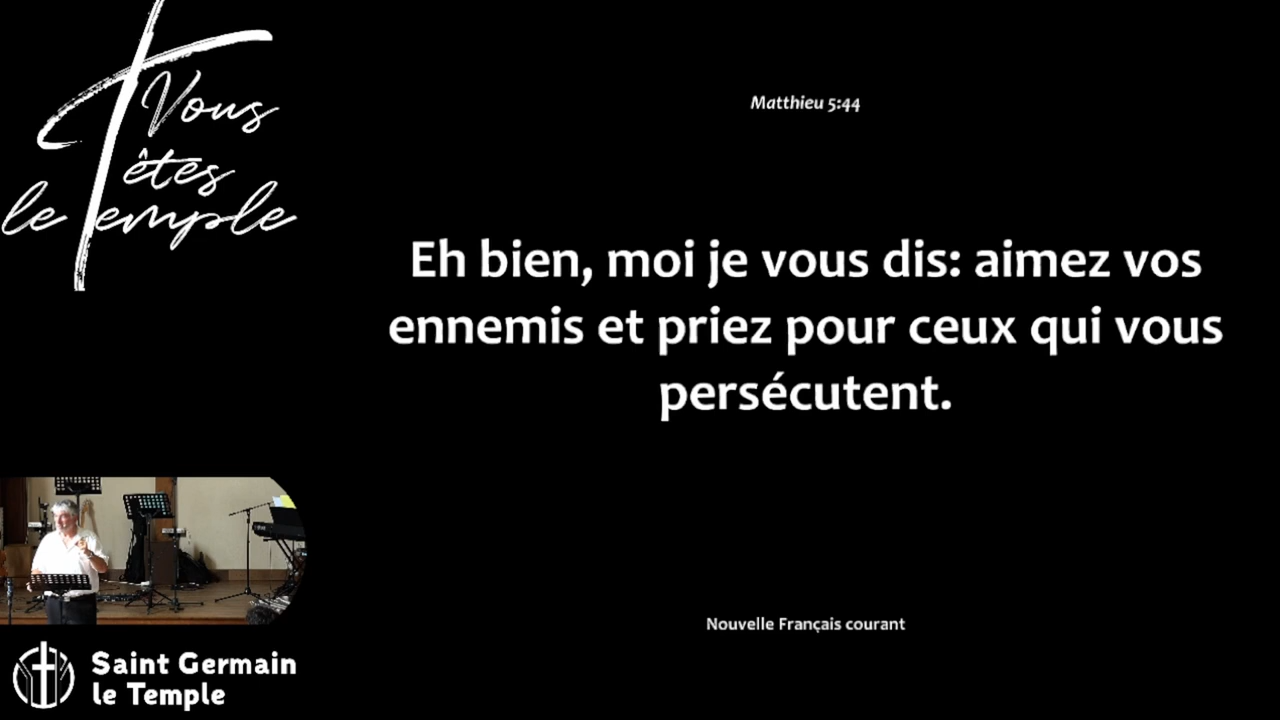 Vous
êtes
le Temple
Matthieu 5:44
Eh bien, moi je vous dis: aimez vos
ennemis et priez pour ceux qui vous
persécutent.
Nouvelle Français courant
Saint Germain
le Temple